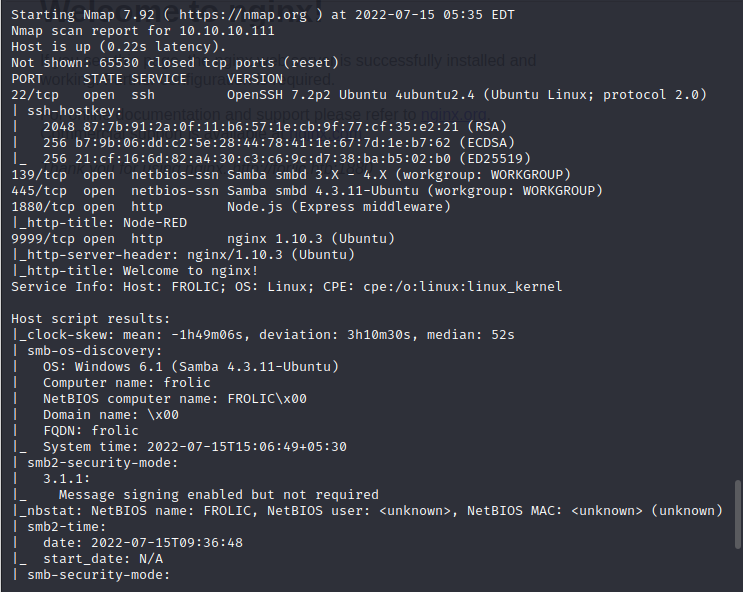 Starting Nmap 7.92 ( https://nmap.org ) at 2022-07-15 05:35 EDT
Nmap scan report for 10.10.10.111
Host is up (0.22s latency).
Not shown: 65530 closed tcp ports (reset)
PORT     STATE SERVICE     VERSION
22/tcp   open  ssh         OpenSSH 7.2p2 Ubuntu 4ubuntu2.4 (Ubuntu Linux; protocol 2.0)
| ssh-hostkey:
|   2048 87:7b:91:2a:0f:11:b6:57:1e:cb:9f:77:cf:35:e2:21 (RSA)
|   256 b7:9b:06:dd:c2:5e:28:44:78:41:1e:67:7d:1e:b7:62 (ECDSA)
|_  256 21:cf:16:6d:82:a4:30:c3:c6:9c:d7:38:ba:b5:02:b0 (ED25519)
139/tcp  open  netbios-ssn Samba smbd 3.X - 4.X (workgroup: WORKGROUP)
445/tcp  open  netbios-ssn Samba smbd 4.3.11-Ubuntu (workgroup: WORKGROUP)
1880/tcp open  http        Node.js (Express middleware)
|_http-title: Node-RED
9999/tcp open  http        nginx 1.10.3 (Ubuntu)
|_http-server-header: nginx/1.10.3 (Ubuntu)
|_http-title: Welcome to nginx!
Service Info: Host: FROLIC; OS: Linux; CPE: cpe:/o:linux:linux_kernel

Host script results:
|_clock-skew: mean: -1h49m06s, deviation: 3h10m30s, median: 52s
| smb-os-discovery:
|   OS: Windows 6.1 (Samba 4.3.11-Ubuntu)
|   Computer name: frolic
|   NetBIOS computer name: FROLIC\x00
|   Domain name: \x00
|   FQDN: frolic
|_  System time: 2022-07-15T15:06:49+05:30
| smb2-security-mode:
|   3.1.1:
|_    Message signing enabled but not required
|_nbstat: NetBIOS name: FROLIC, NetBIOS user: <unknown>, NetBIOS MAC: <unknown> (unknown)
| smb2-time:
|   date: 2022-07-15T09:36:48
|_  start_date: N/A
| smb-security-mode: